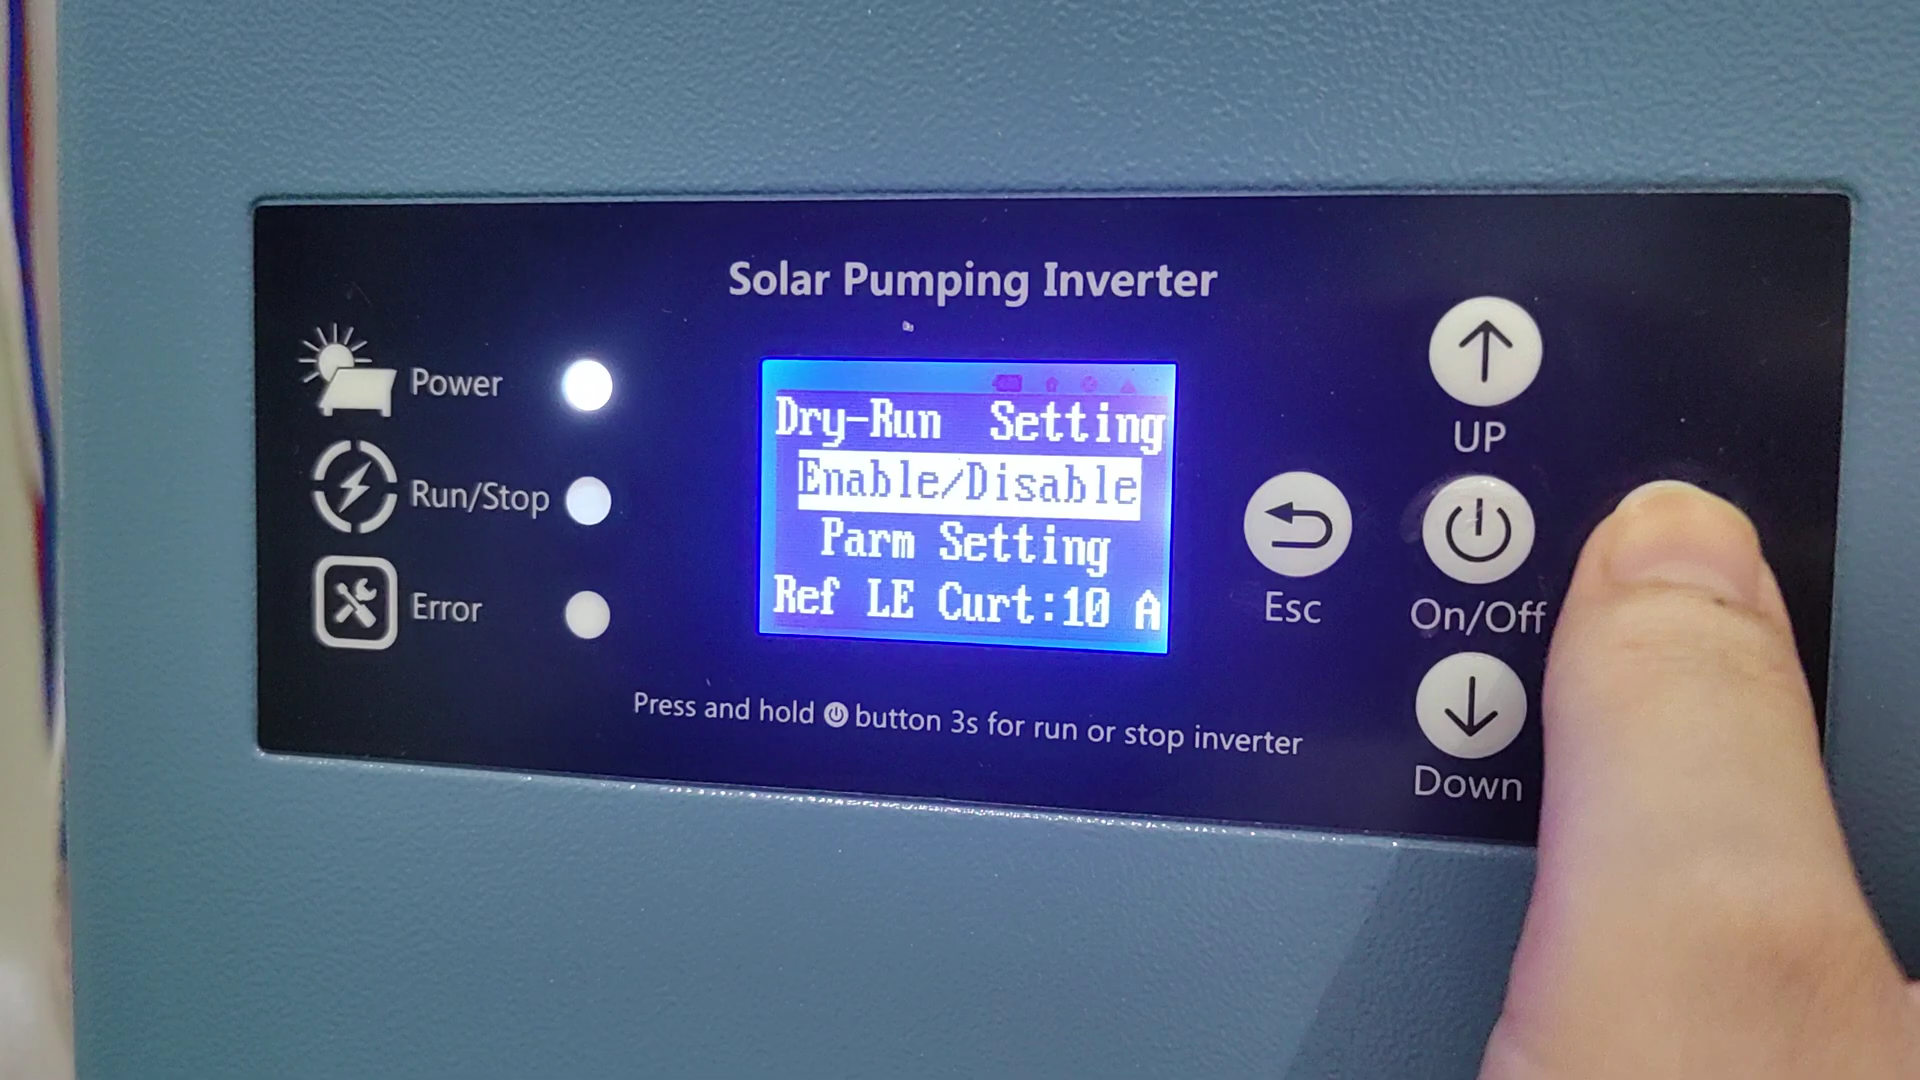 Solar Pumping Inverter
Power
Run/Stop
Error
Dry-Run Setting
Enable/Disable
Parm Setting
Ref LE Curt:10 A
UP
Esc
On/Off
Down
Press and hold button 3s for run or stop inverter